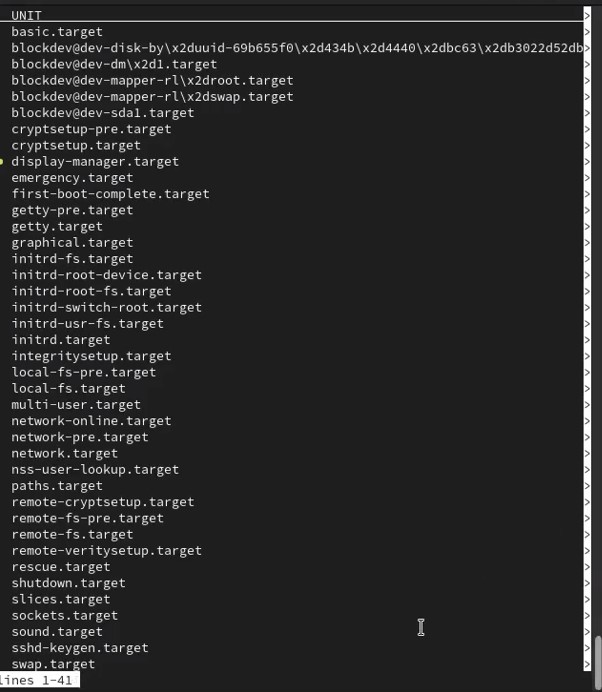 UNIT >
basic.target >
blockdev@dev-disk-by\x2duuid-69b655f0\x2d434b\x2d4440\x2dbc63\x2db3022d52db>
blockdev@dev-dm\x2d1.target >
blockdev@dev-mapper-rl\x2droot.target >
blockdev@dev-mapper-rl\x2dswap.target >
blockdev@dev-sda1.target >
cryptsetup-pre.target >
cryptsetup.target >
● display-manager.target >
emergency.target >
first-boot-complete.target >
getty-pre.target >
getty.target >
graphical.target >
initrd-fs.target >
initrd-root-device.target >
initrd-root-fs.target >
initrd-switch-root.target >
initrd-usr-fs.target >
initrd.target >
integritysetup.target >
local-fs-pre.target >
local-fs.target >
multi-user.target >
network-online.target >
network-pre.target >
network.target >
nss-user-lookup.target >
paths.target >
remote-cryptsetup.target >
remote-fs-pre.target >
remote-fs.target >
remote-veritysetup.target >
rescue.target >
shutdown.target >
slices.target >
sockets.target >
sound.target >
sshd-keygen.target >
swap.target >
lines 1-41